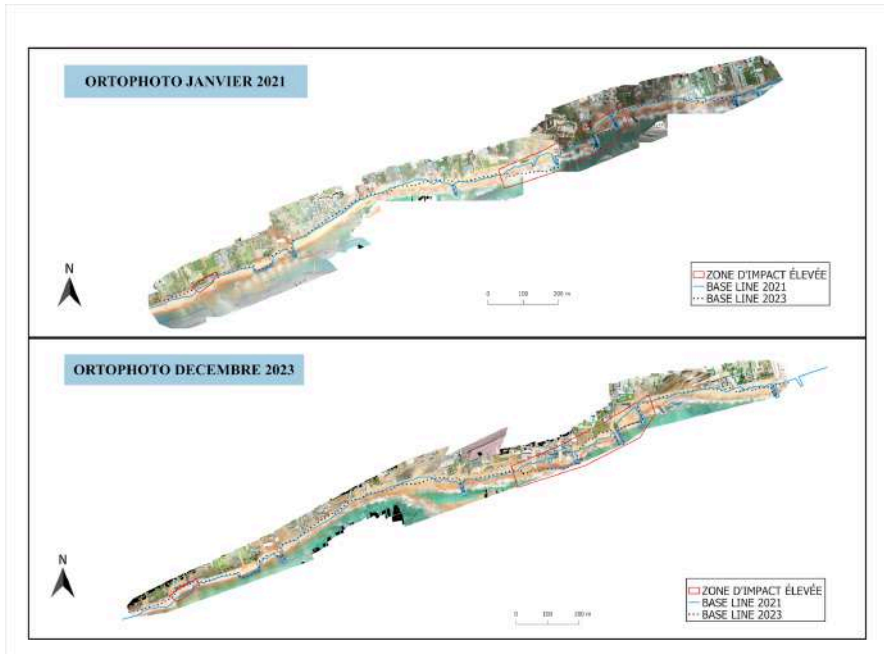 ORTOPHOTO JANVIER 2021
N
0 100 200 m
ZONE D'IMPACT ÉLEVÉE
BASE LINE 2021
BASE LINE 2023
ORTOPHOTO DECEMBRE 2023
N
0 100 200 m
ZONE D'IMPACT ÉLEVÉE
BASE LINE 2021
BASE LINE 2023